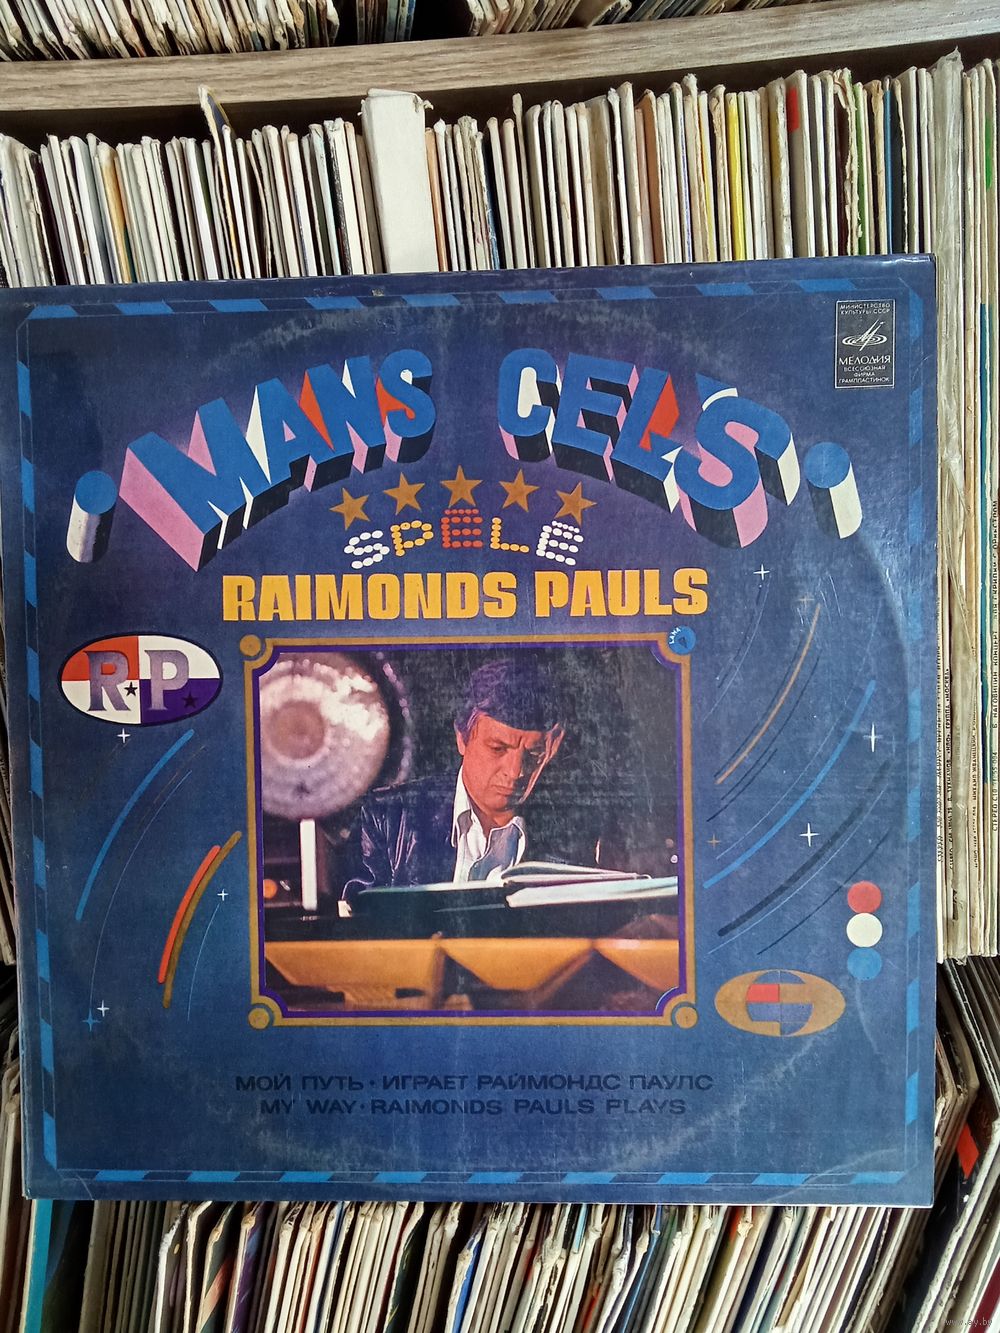 МИНИСТЕРСТВО
КУЛЬТУРЫ СССР
МЕЛОДИЯ
ВСЕСОЮЗНАЯ
ФИРМА
ГРАМПЛАСТИНОК
MANS CEĻŠ
SPĒLĒ
RAIMONDS PAULS
R.P.
МОЙ ПУТЬ · ИГРАЕТ РАЙМОНДС ПАУЛС
MY WAY · RAIMONDS PAULS PLAYS